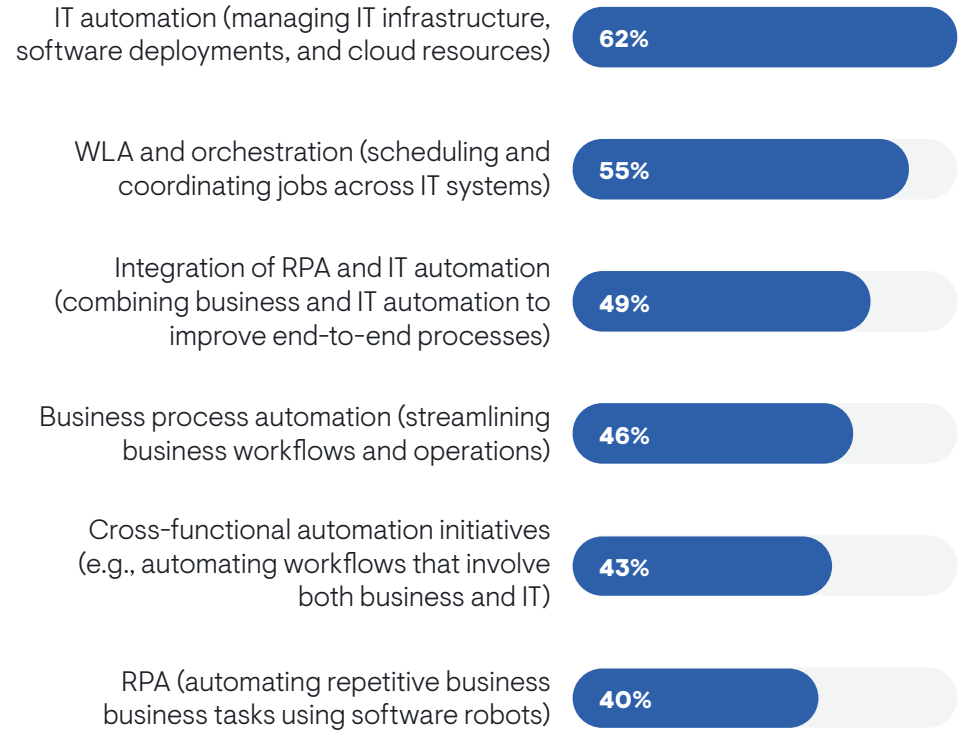 IT automation (managing IT infrastructure,
software deployments, and cloud resources)
62%
WLA and orchestration (scheduling and
coordinating jobs across IT systems)
55%
Integration of RPA and IT automation
(combining business and IT automation to
improve end-to-end processes)
49%
Business process automation (streamlining
business workflows and operations)
46%
Cross-functional automation initiatives
(e.g., automating workflows that involve
both business and IT)
43%
RPA (automating repetitive business
business tasks using software robots)
40%